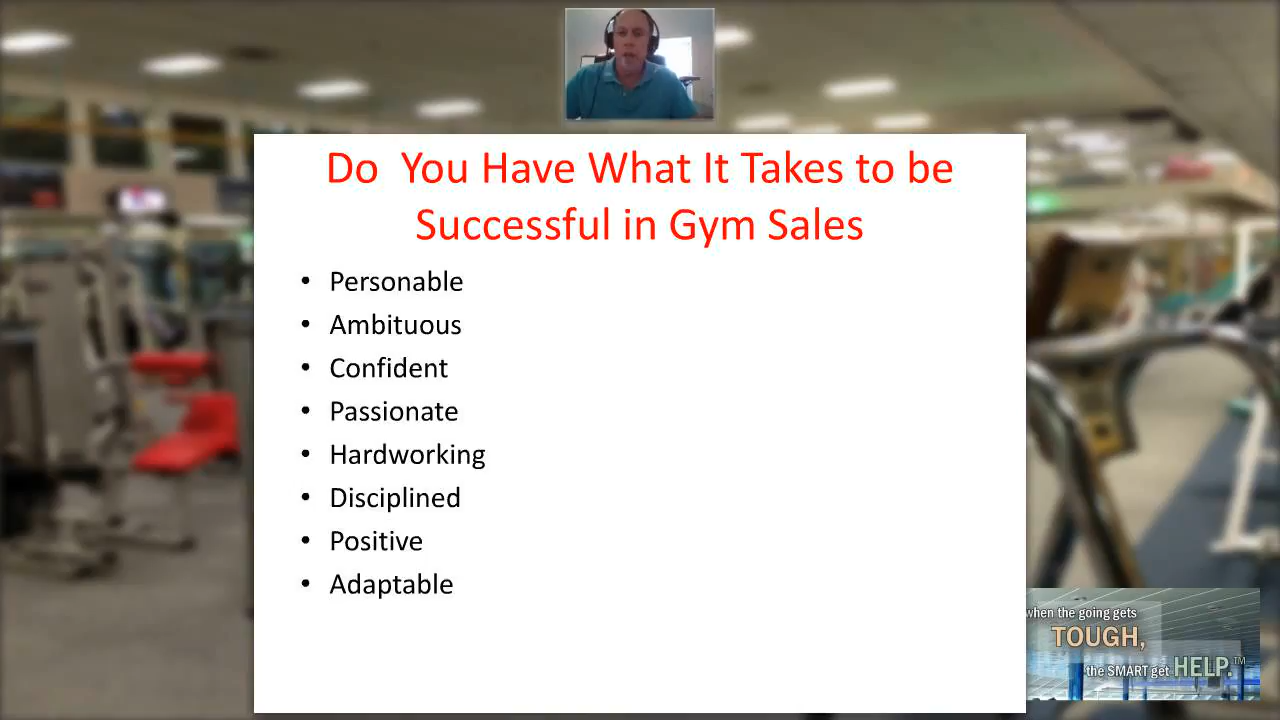 Do  You Have What It Takes to be
Successful in Gym Sales
• Personable
• Ambituous
• Confident
• Passionate
• Hardworking
• Disciplined
• Positive
• Adaptable
when the going gets
TOUGH,
the SMART get HELP.™